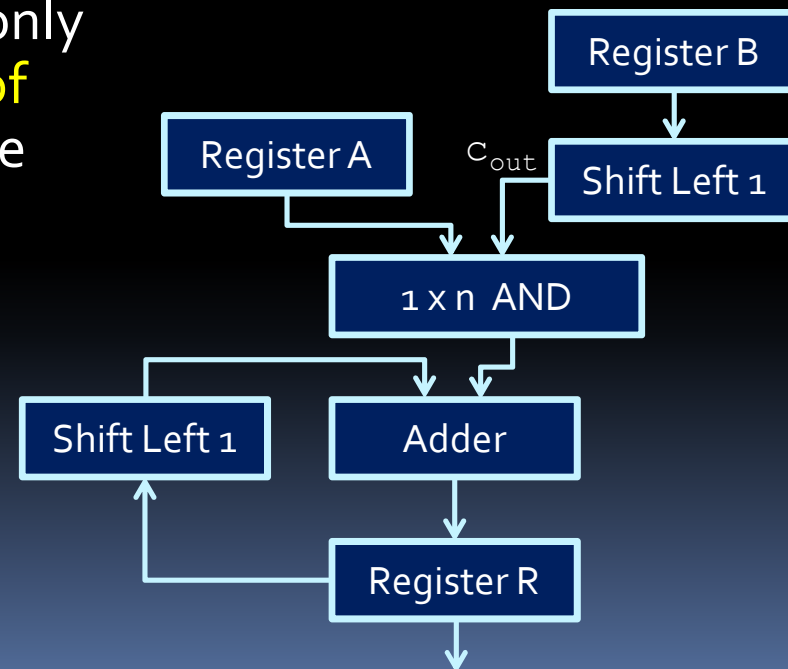 only
of
e
Register B
Register A
Cout
Shift Left 1
1 x n AND
Shift Left 1
Adder
Register R